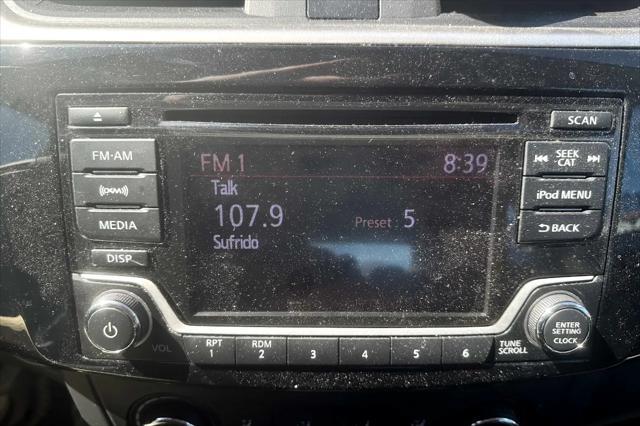 SCAN
FM·AM
SEEK
CAT
XM
iPod MENU
MEDIA
BACK
DISP
FM 1
8:39
Talk
107.9
Preset 5
Sufrido
VOL
RPT
1
RDM
2
3
4
5
6
TUNE
SCROLL
ENTER
SETTING
CLOCK